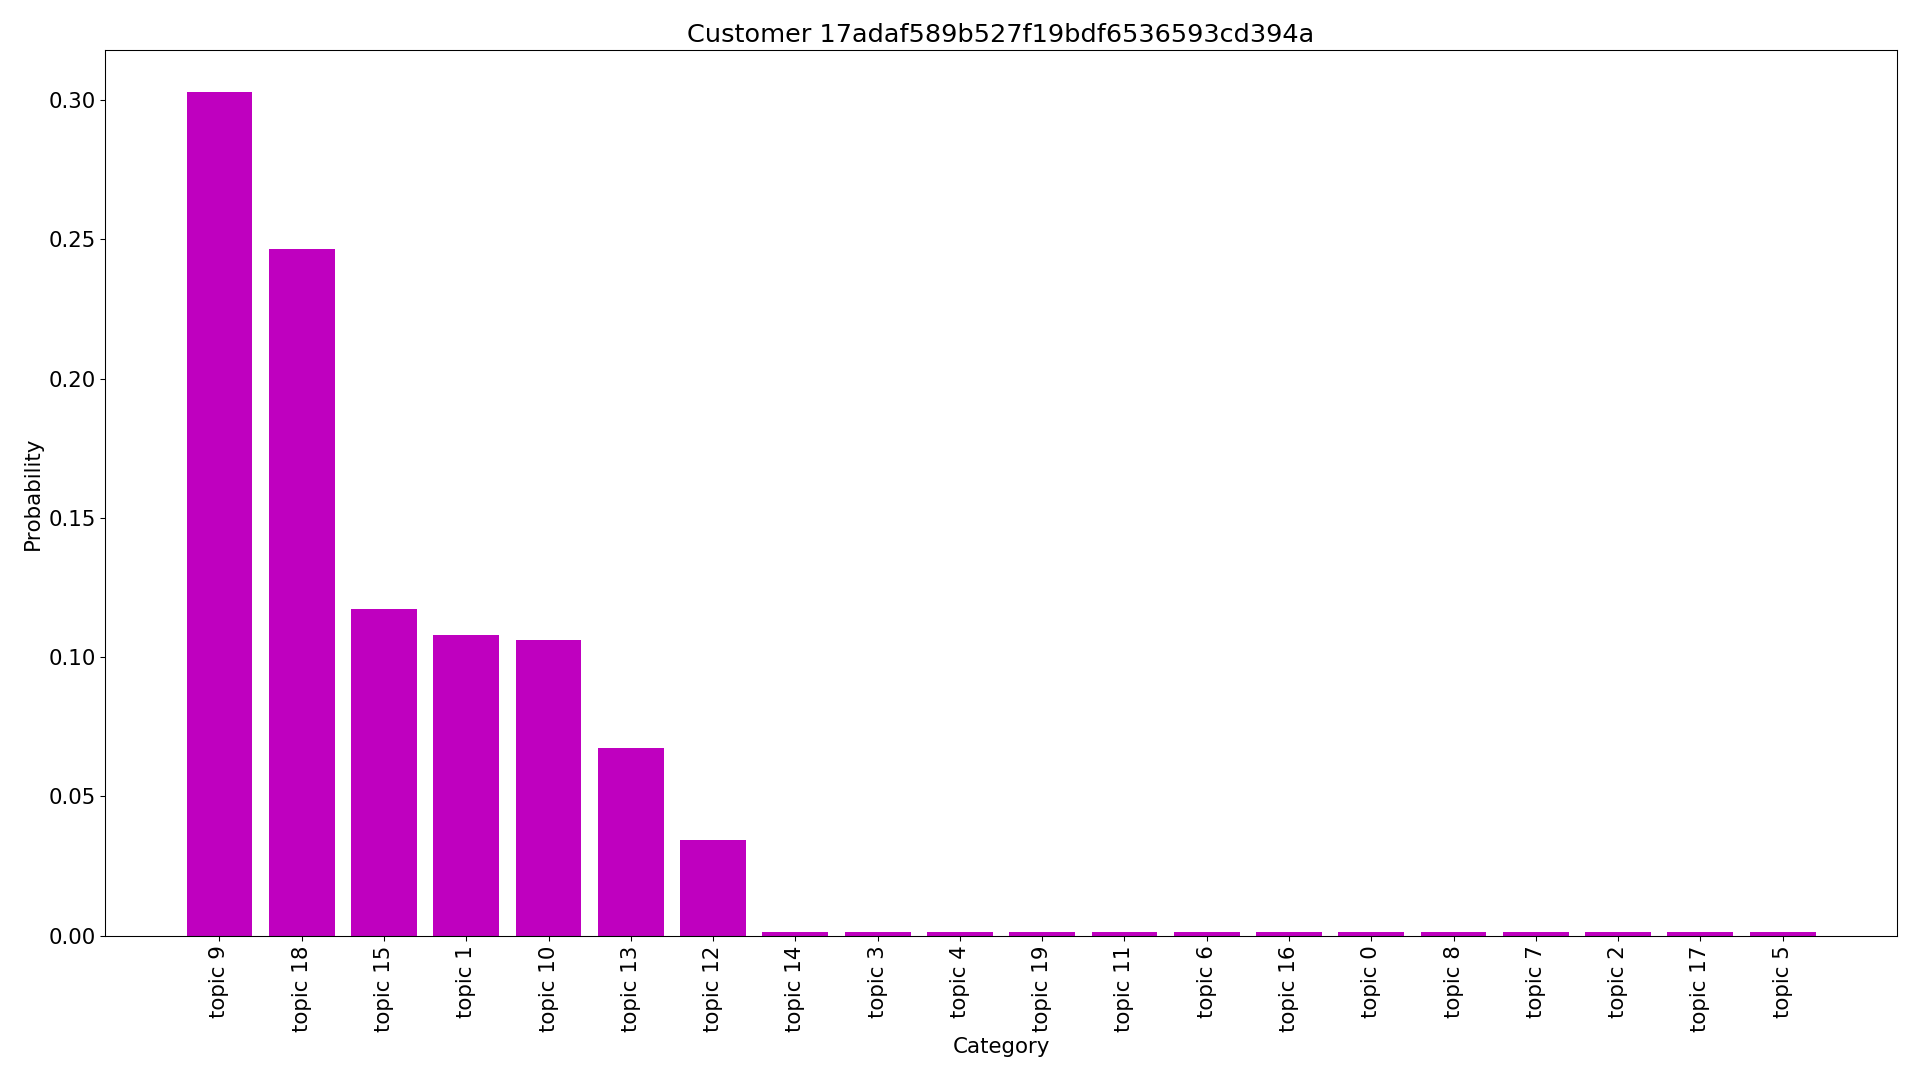 Customer 17adaf589b527f19bdf6536593cd394a
Probability
0.30
0.25
0.20
0.15
0.10
0.05
0.00
topic 9
topic 18
topic 15
topic 1
topic 10
topic 13
topic 12
topic 14
topic 3
topic 4
topic 19
topic 11
topic 6
topic 16
topic 0
topic 8
topic 7
topic 2
topic 17
topic 5
Category